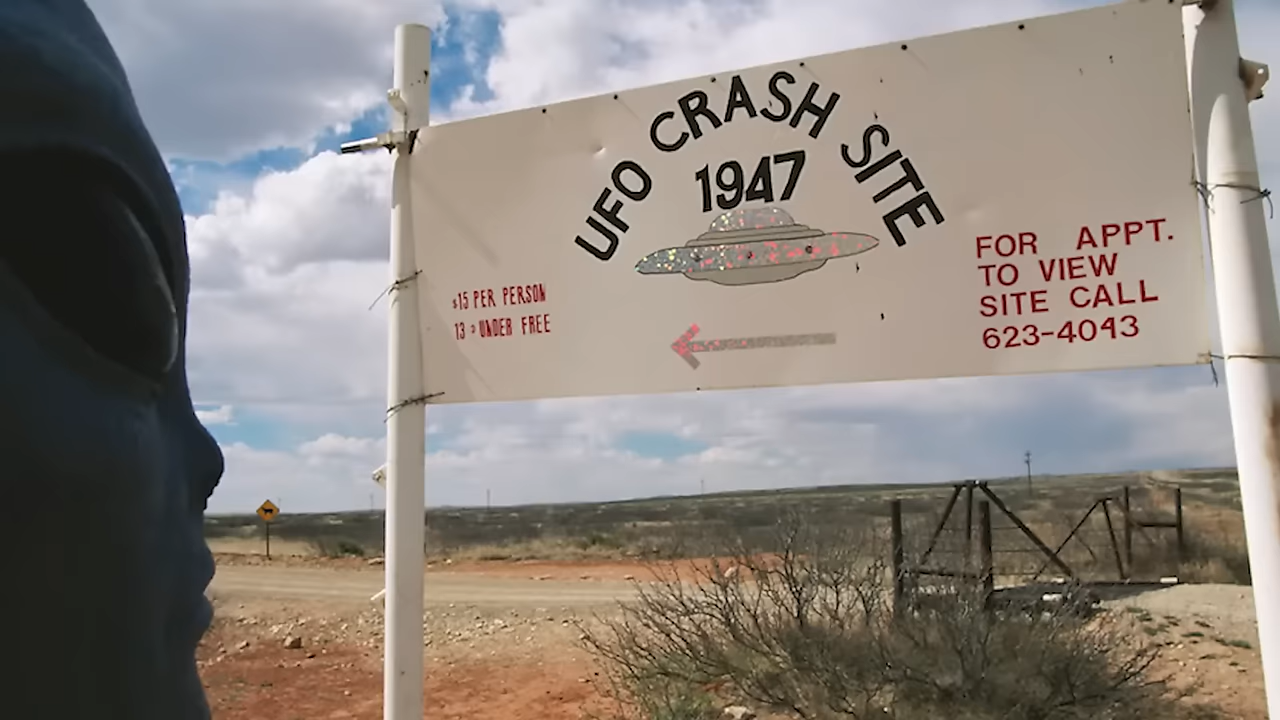 UFO CRASH SITE
1947
$15 PER PERSON
13 & UNDER FREE
FOR APPT.
TO VIEW
SITE CALL
623-4043